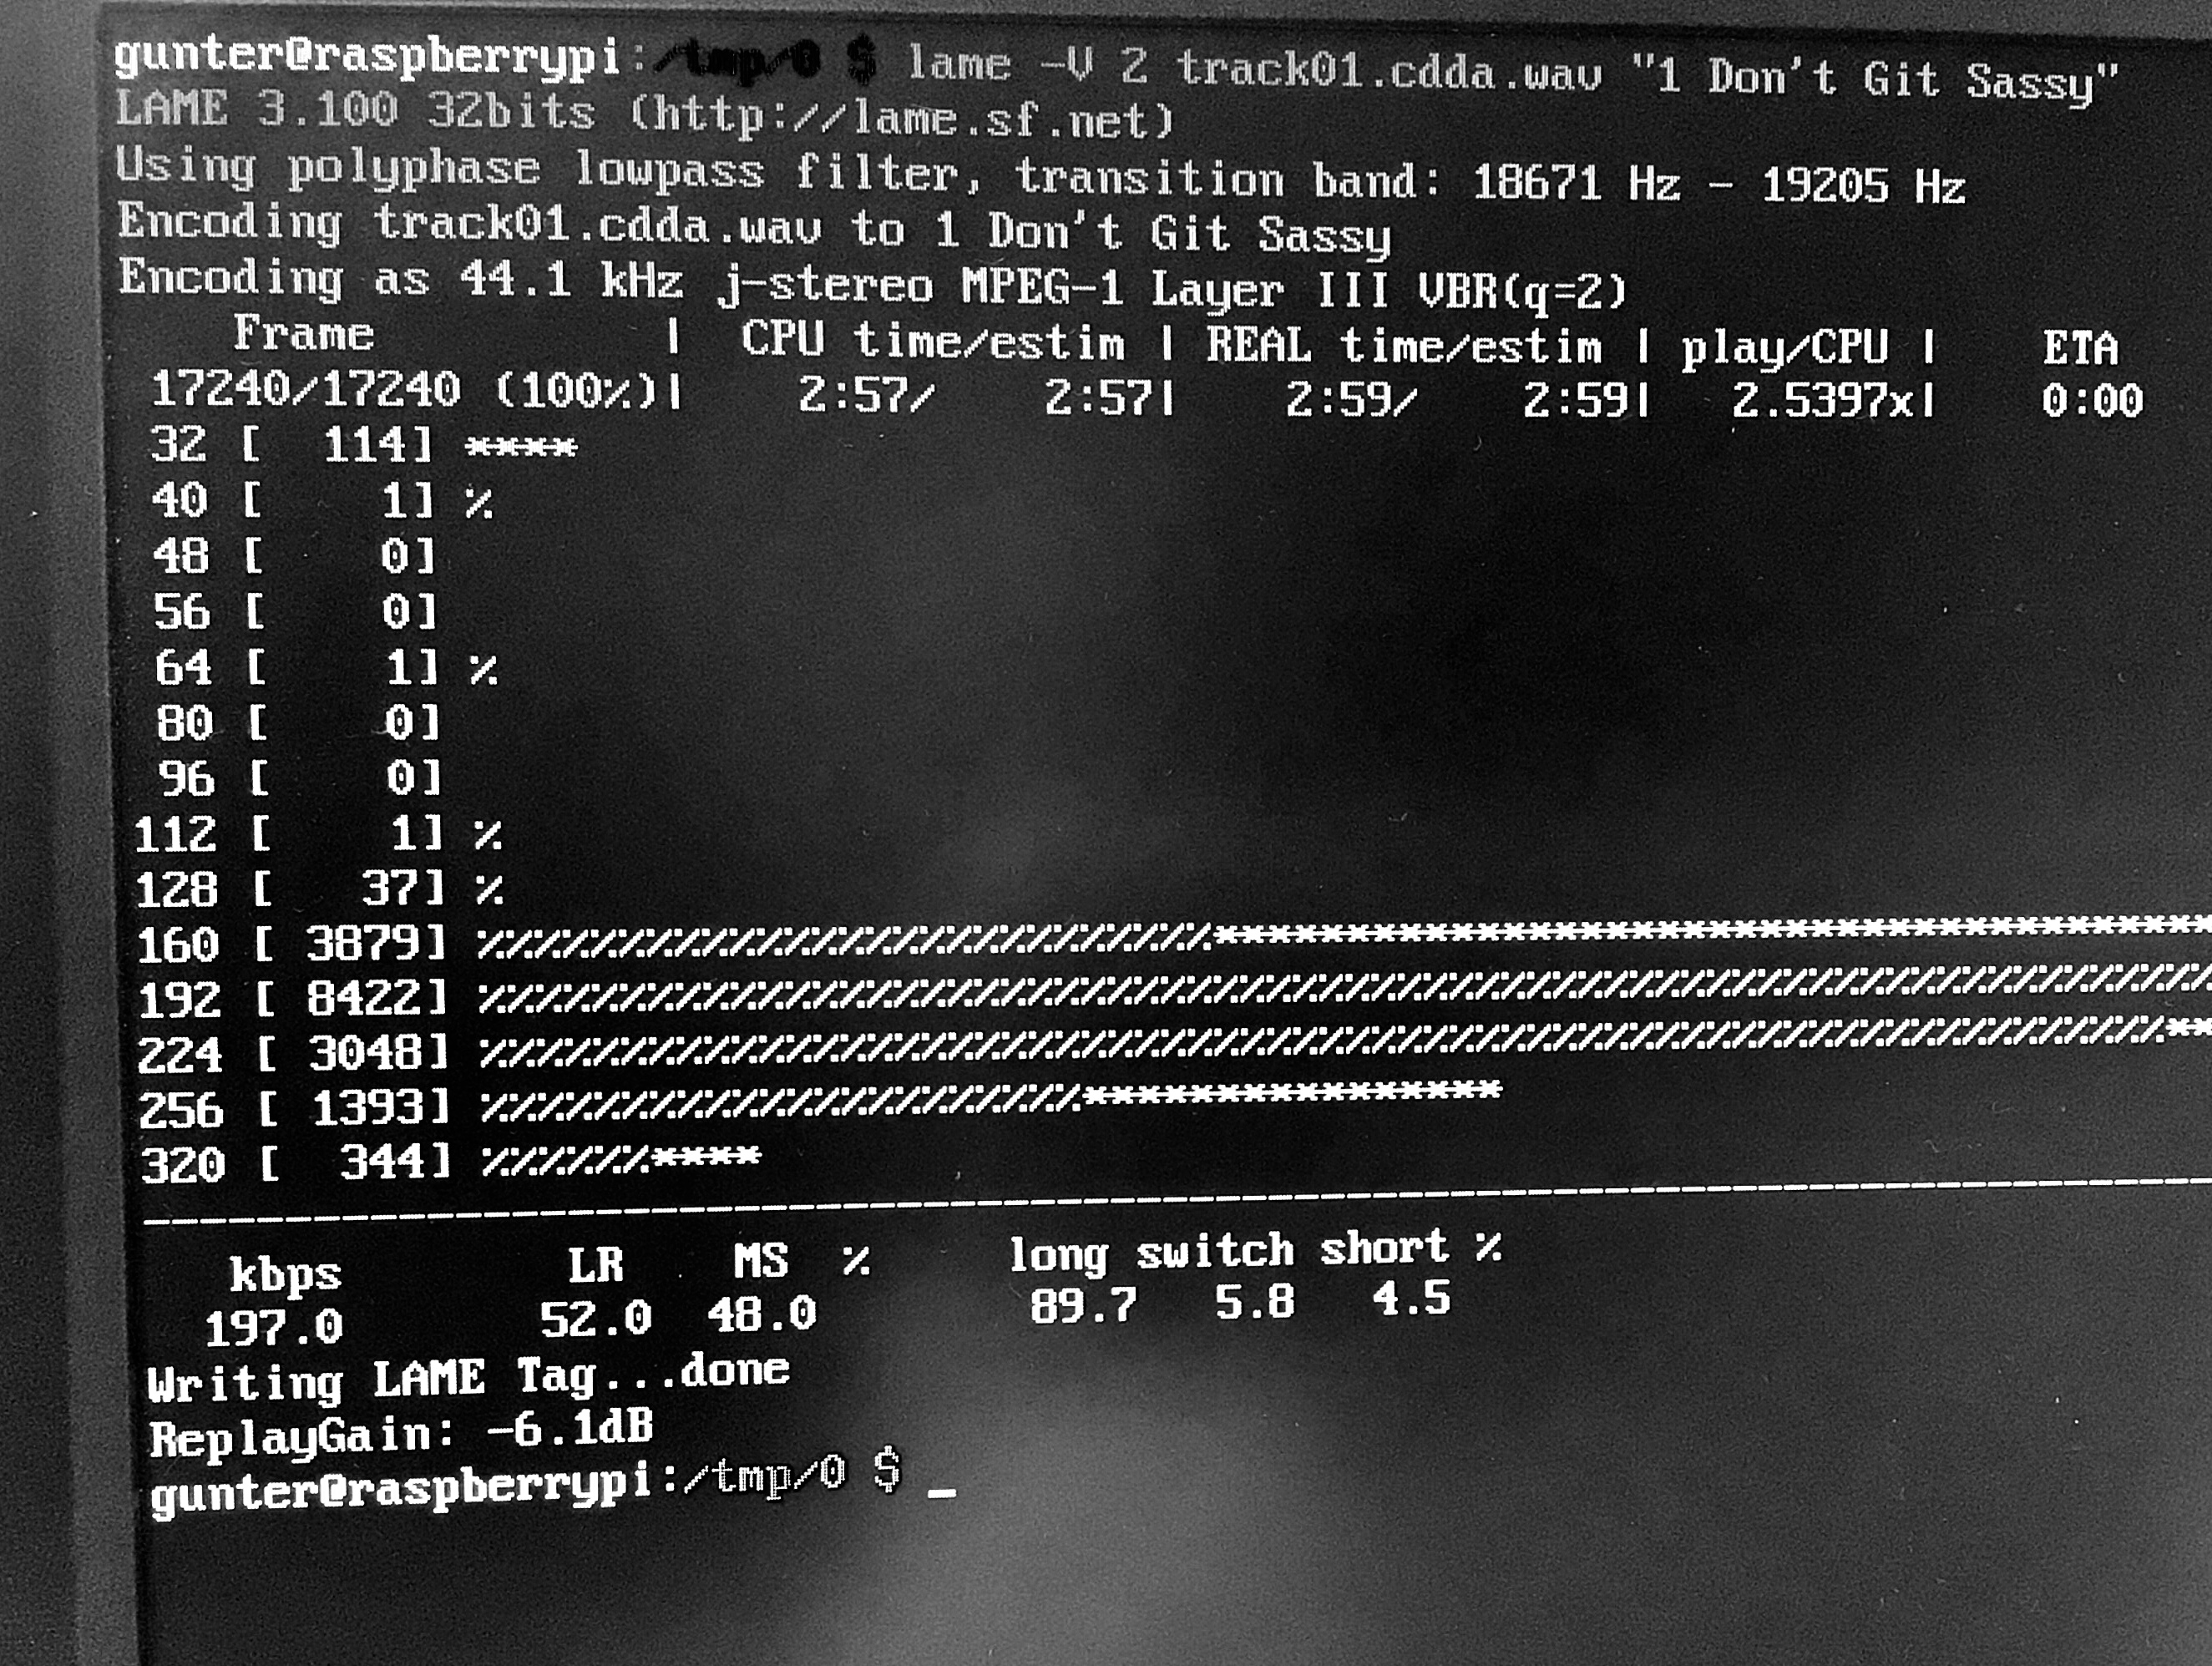 gunter@raspberrypi:/tmp/0 $ lame -V 2 track01.cdda.wav "1 Don't Git Sassy"
LAME 3.100 32bits (http://lame.sf.net)
Using polyphase lowpass filter, transition band: 18671 Hz - 19205 Hz
Encoding track01.cdda.wav to 1 Don't Git Sassy
Encoding as 44.1 kHz j-stereo MPEG-1 Layer III VBR(q=2)
    Frame          |  CPU time/estim | REAL time/estim | play/CPU |    ETA
 17240/17240 (100%)|    2:57/    2:57|    2:59/    2:59|   2.5397x|    0:00
 32 [  114] ****
 40 [    1] %
 48 [    0]
 56 [    0]
 64 [    1] %
 80 [    0]
 96 [    0]
112 [    1] %
128 [   37] %
160 [ 3879] %%%%%%%%%%%%%%%%%%%%%%%%%%%%**************************************
192 [ 8422] %%%%%%%%%%%%%%%%%%%%%%%%%%%%%%%%%%%%%%%%%%%%%%%%%%%%%%%%%%%%%%%%%%
224 [ 3048] %%%%%%%%%%%%%%%%%%%%%%%%%%%%%%%%%%%%%%%%%%%%%%%%%%%%%%%%%%%%%%%%**
256 [ 1393] %%%%%%%%%%%%%%%%%%%%%%%****************
320 [  344] %%%%%%****
--------------------------------------------------------------------------
   kbps        LR    MS  %     long switch short %
  197.0       52.0  48.0        89.7   5.8   4.5
Writing LAME Tag...done
ReplayGain: -6.1dB
gunter@raspberrypi:/tmp/0 $ _